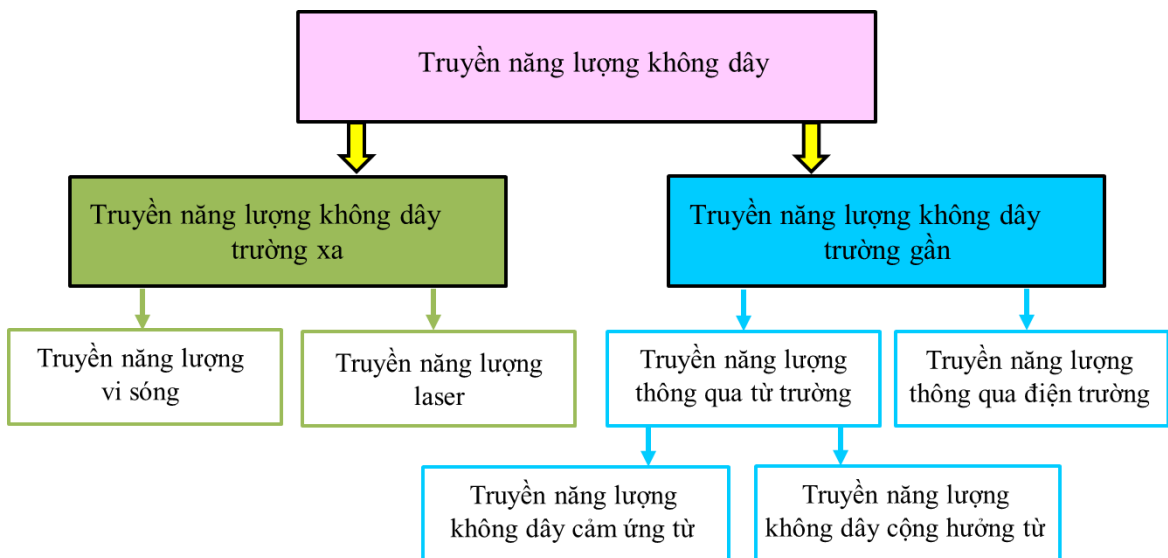 Truyền năng lượng không dây
Truyền năng lượng không dây
trường xa
Truyền năng lượng không dây
trường gần
Truyền năng lượng
vi sóng
Truyền năng lượng
laser
Truyền năng lượng
thông qua từ trường
Truyền năng lượng
thông qua điện trường
Truyền năng lượng
không dây cảm ứng từ
Truyền năng lượng
không dây cộng hưởng từ